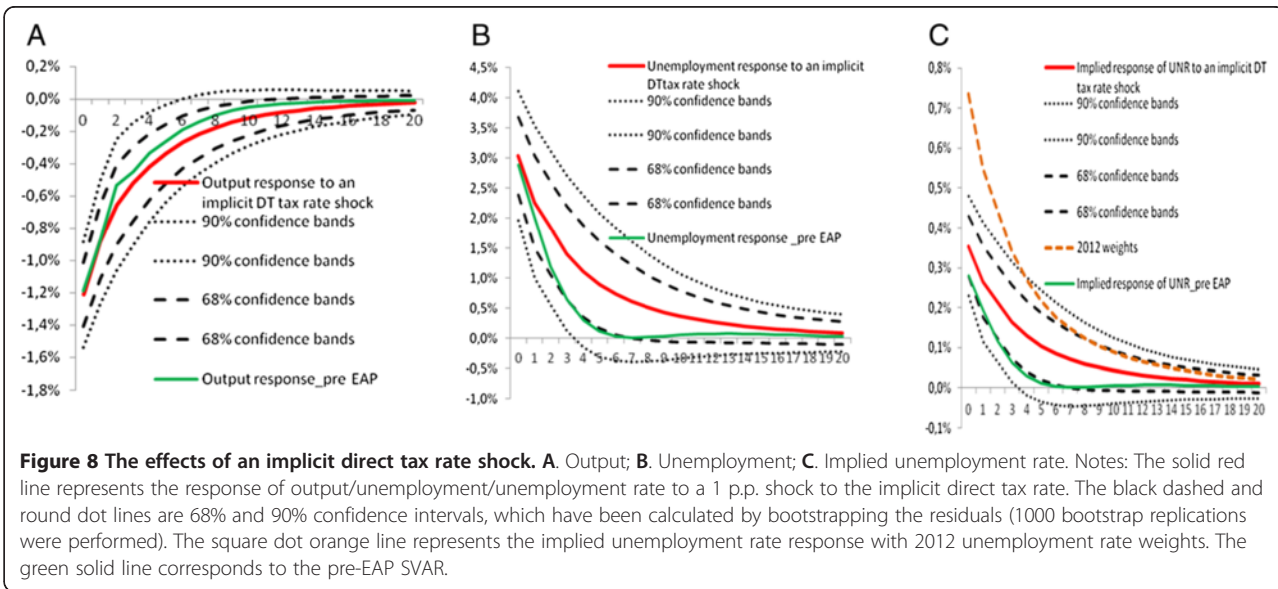 A
0,2%
0,0%
-0,2%
-0,4%
-0,6%
-0,8%
-1,0%
-1,2%
-1,4%
-1,6%
-1,8%
0 2 4 6 8 10 12 14 16 18 20
Output response to an
implicit DT tax rate shock
90% confidence bands
90% confidence bands
68% confidence bands
68% confidence bands
Output response_pre EAP
B
4,5%
4,0%
3,5%
3,0%
2,5%
2,0%
1,5%
1,0%
0,5%
0,0%
-0,5%
-1,0%
0 1 2 3 4 5 6 7 8 9 10 11 12 13 14 15 16 17 18 19 20
Unemployment response to an implicit
DTtax rate shock
90% confidence bands
90% confidence bands
68% confidence bands
68% confidence bands
Unemployment response _pre EAP
C
0,8%
0,7%
0,6%
0,5%
0,4%
0,3%
0,2%
0,1%
0,0%
-0,1%
0 1 2 3 4 5 6 7 8 9 10 11 12 13 14 15 16 17 18 19 20
Implied response of UNR to an implicit DT
tax rate shock
90% confidence bands
90% confidence bands
68% confidence bands
68% confidence bands
2012 weights
Implied response of UNR_pre EAP
Figure 8 The effects of an implicit direct tax rate shock. A. Output; B. Unemployment; C. Implied unemployment rate. Notes: The solid red
line represents the response of output/unemployment/unemployment rate to a 1 p.p. shock to the implicit direct tax rate. The black dashed and
round dot lines are 68% and 90% confidence intervals, which have been calculated by bootstrapping the residuals (1000 bootstrap replications
were performed). The square dot orange line represents the implied unemployment rate response with 2012 unemployment rate weights. The
green solid line corresponds to the pre-EAP SVAR.